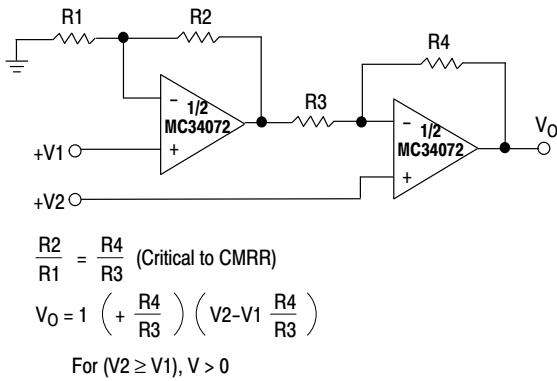 R1
R2
R4
R3
1/2
MC34072
1/2
MC34072
VO
+V1
+V2
−
+
−
+
R2/R1 = R4/R3 (Critical to CMRR)
VO = 1 (+ R4/R3) (V2−V1 R4/R3)
For (V2 ≥ V1), V > 0